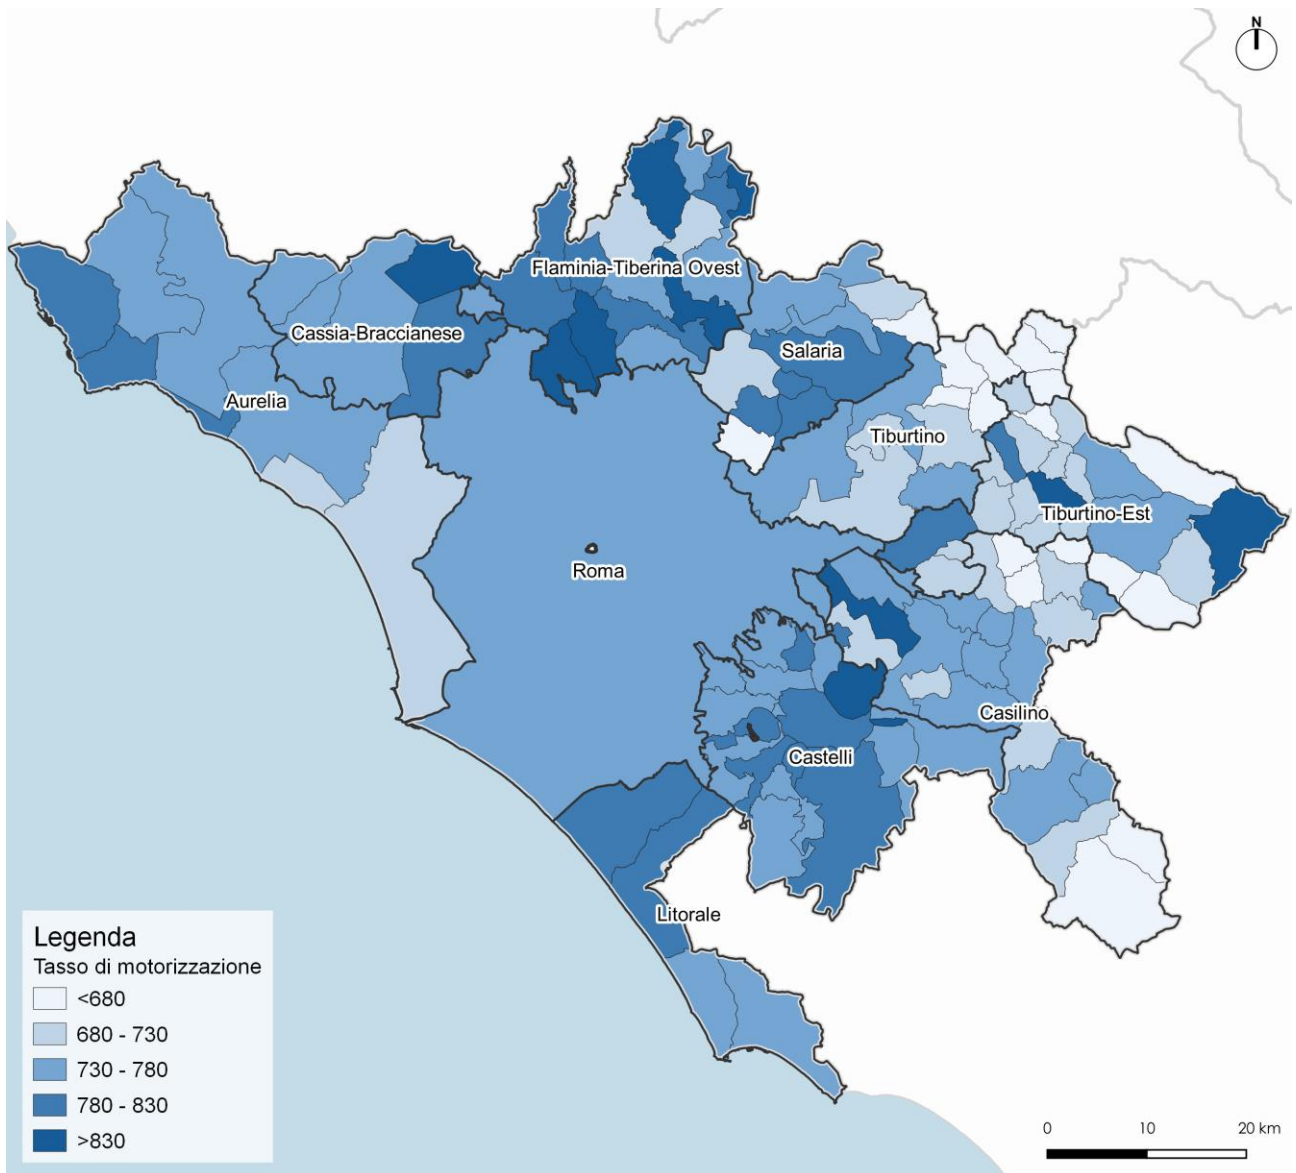 N
Flaminia-Tiberina Ovest
Cassia-Braccianese
Salaria
Aurelia
Tiburtino
Tiburtino-Est
Roma
Casilino
Castelli
Litorale
Legenda
Tasso di motorizzazione
<680
680 - 730
730 - 780
780 - 830
>830
0 10 20 km